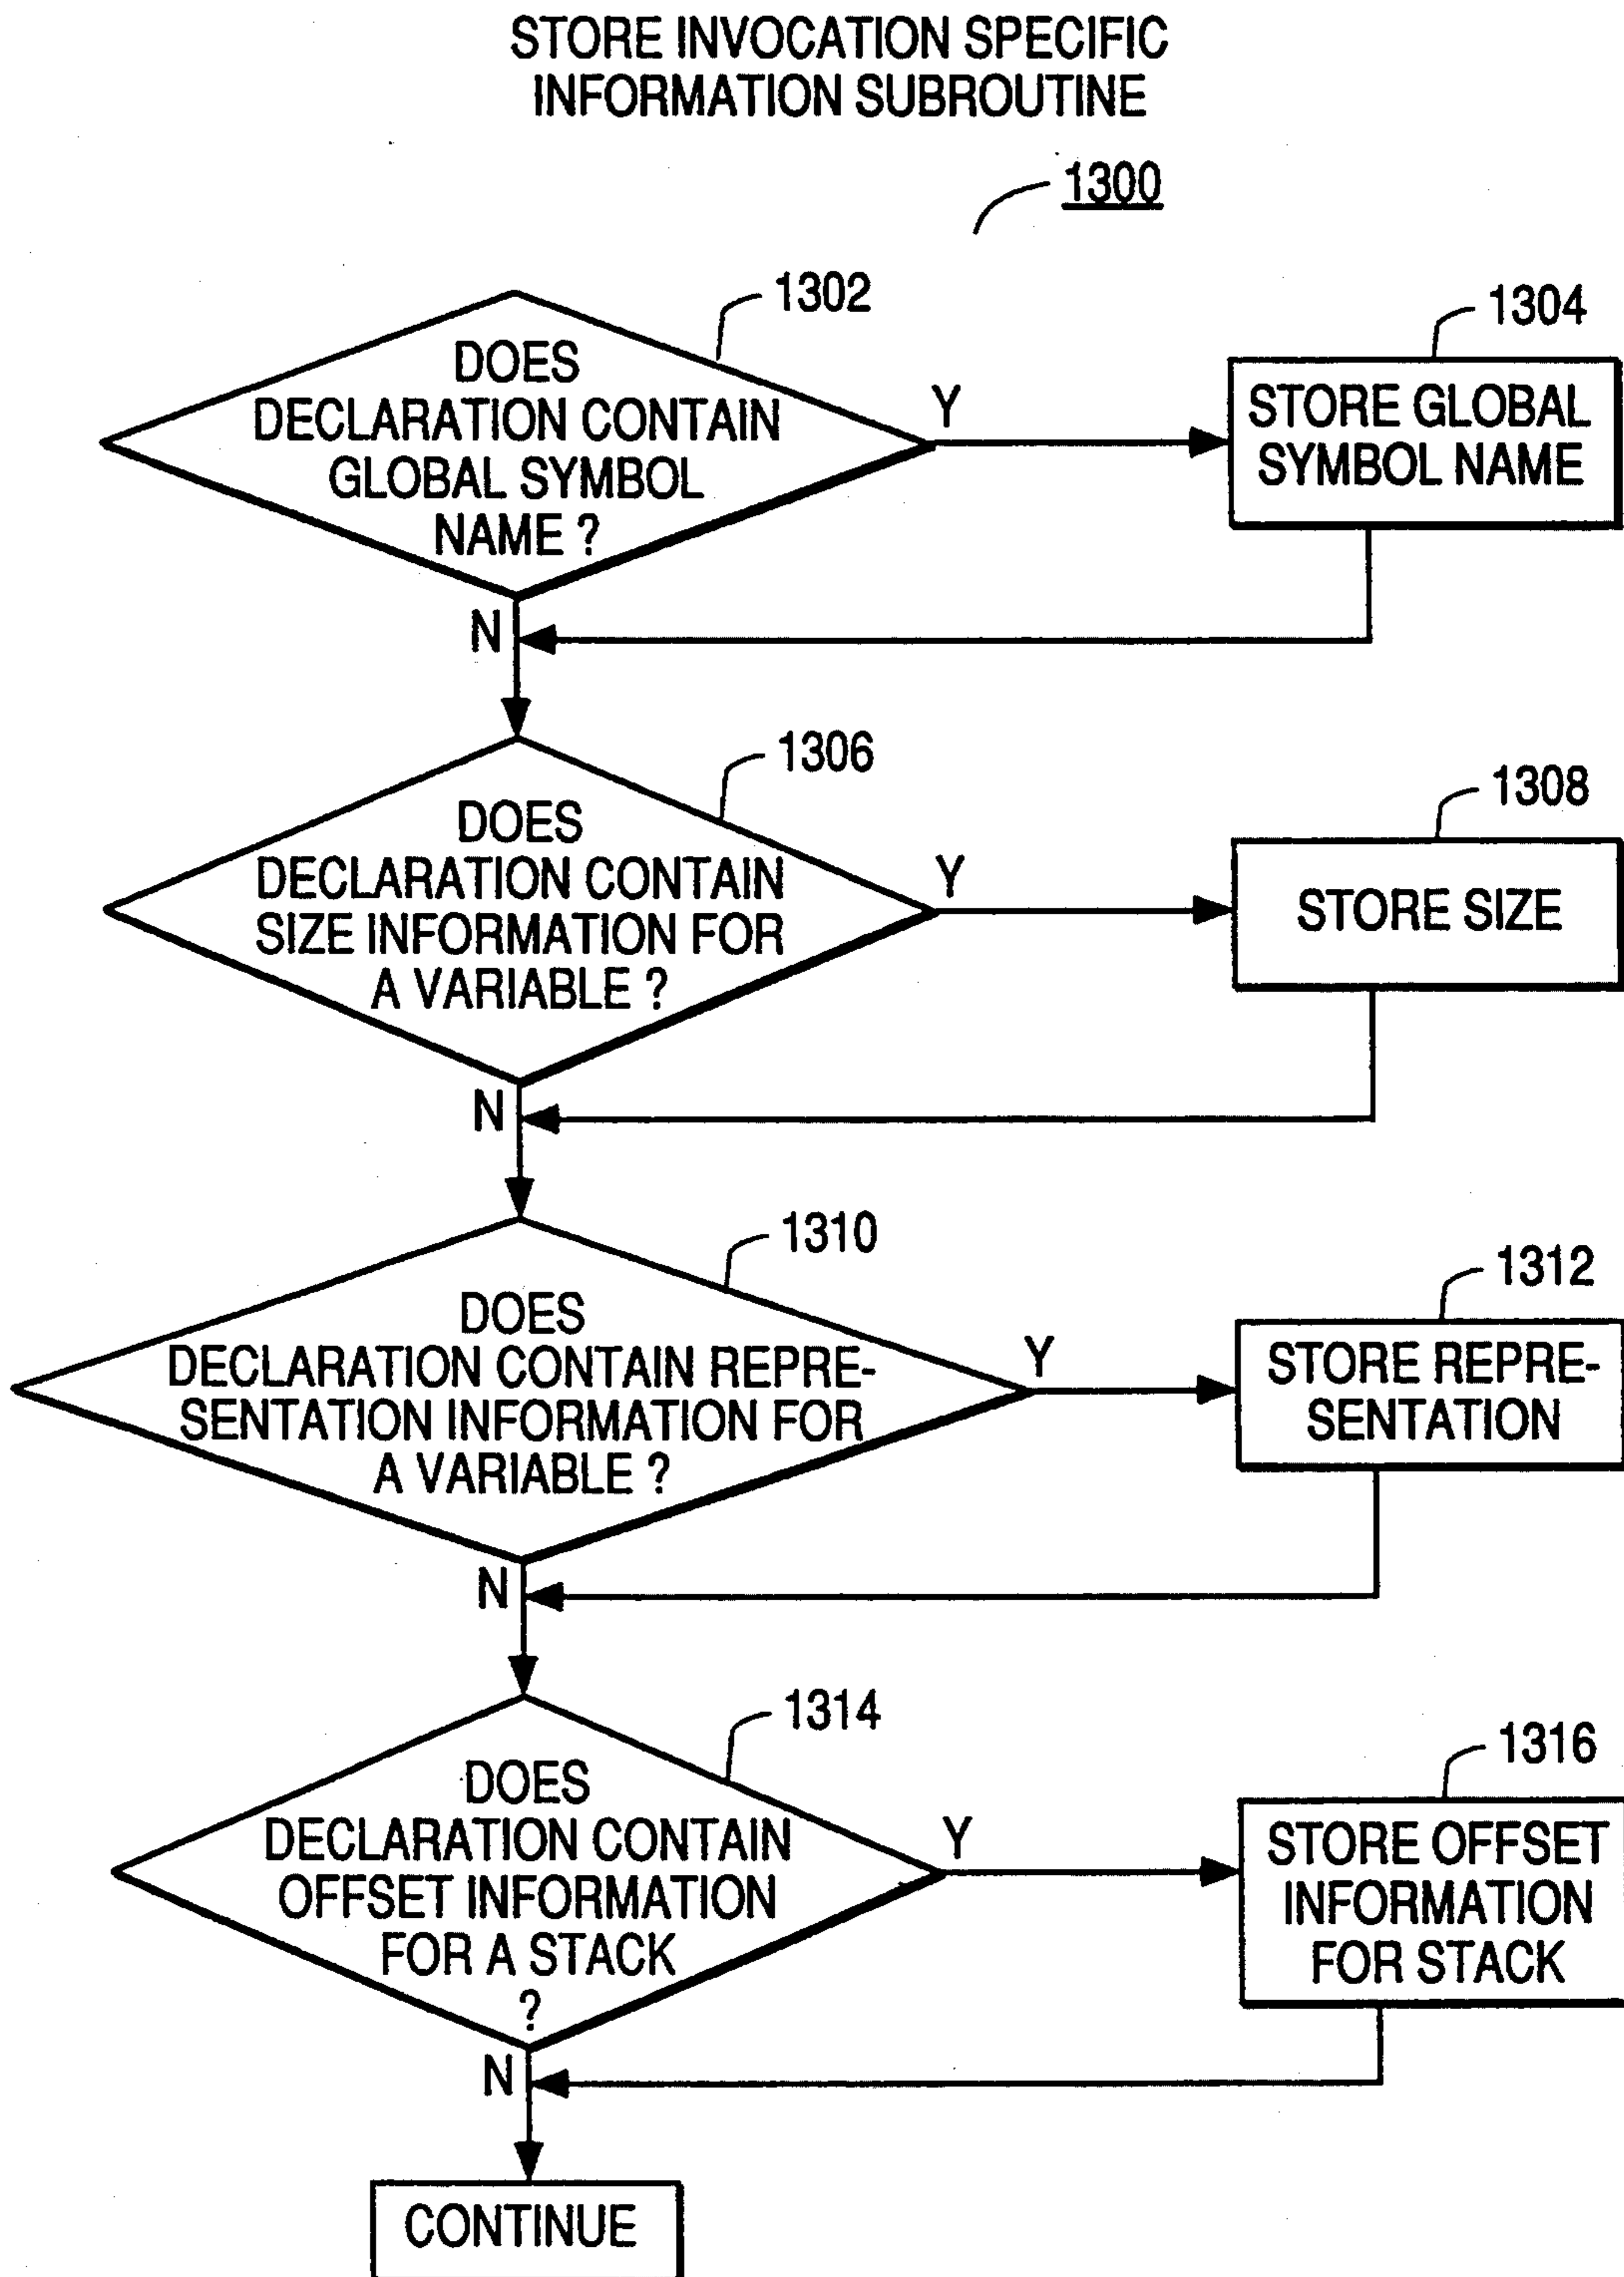 STORE INVOCATION SPECIFIC
INFORMATION SUBROUTINE
1300
1302
DOES
DECLARATION CONTAIN
GLOBAL SYMBOL
NAME ?
Y
1304
STORE GLOBAL
SYMBOL NAME
N
1306
DOES
DECLARATION CONTAIN
SIZE INFORMATION FOR
A VARIABLE ?
Y
1308
STORE SIZE
N
1310
DOES
DECLARATION CONTAIN REPRE-
SENTATION INFORMATION FOR
A VARIABLE ?
Y
1312
STORE REPRE-
SENTATION
N
1314
DOES
DECLARATION CONTAIN
OFFSET INFORMATION
FOR A STACK
?
Y
1316
STORE OFFSET
INFORMATION
FOR STACK
N
CONTINUE